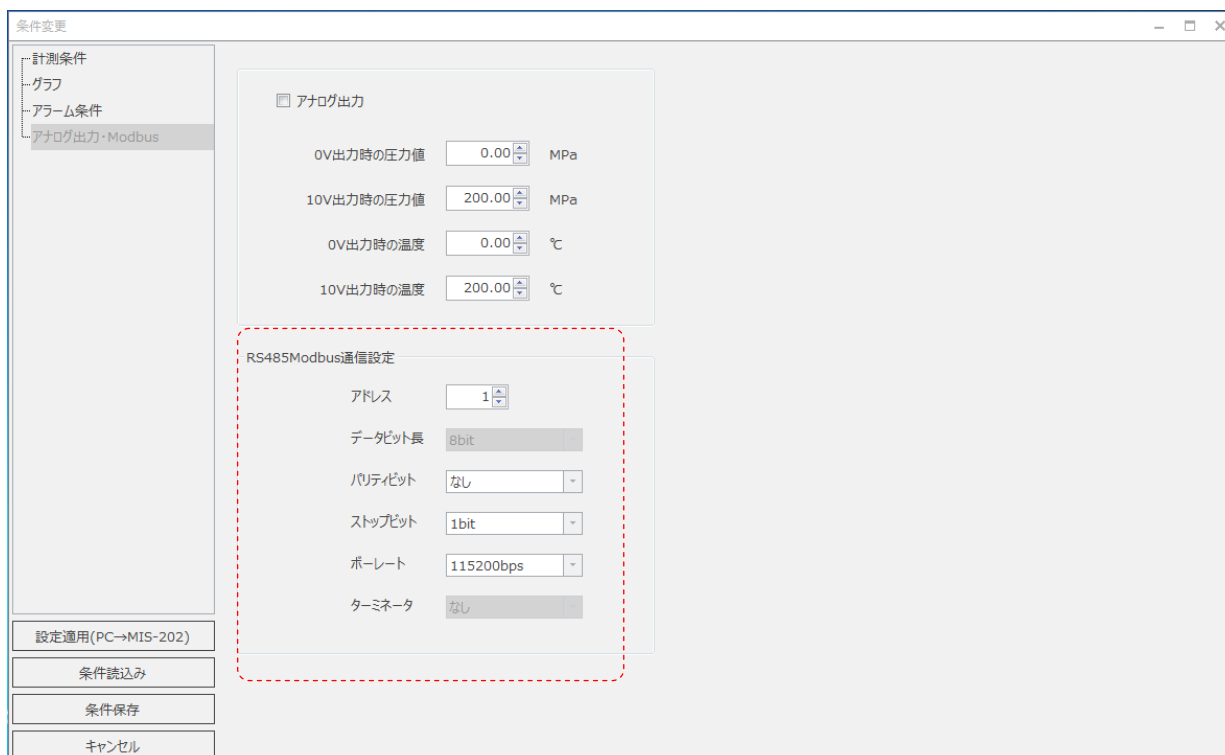 条件変更
計測条件
グラフ
アラーム条件
アナログ出力・Modbus
設定適用(PC→MIS-202)
条件読込み
条件保存
キャンセル
アナログ出力
0V出力時の圧力値 0.00 MPa
10V出力時の圧力値 200.00 MPa
0V出力時の温度 0.00 ℃
10V出力時の温度 200.00 ℃
RS485Modbus通信設定
アドレス 1
データビット長 8bit
パリティビット なし
ストップビット 1bit
ボーレート 115200bps
ターミネータ なし